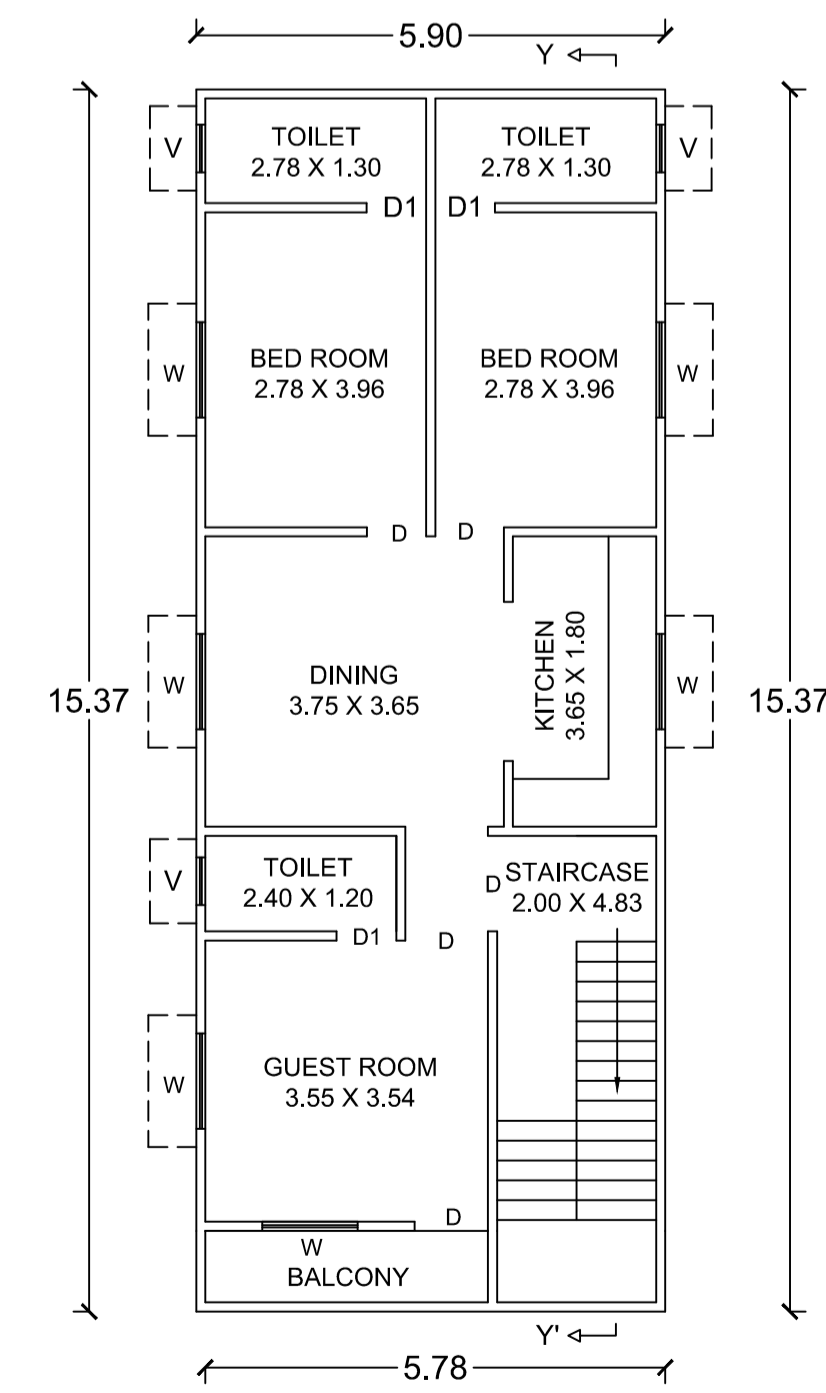 5.90
Y
V
TOILET
2.78 X 1.30
TOILET
2.78 X 1.30
V
D1
D1
W
BED ROOM
2.78 X 3.96
BED ROOM
2.78 X 3.96
W
D
D
15.37
W
DINING
3.75 X 3.65
KITCHEN
3.65 X 1.80
W
15.37
V
TOILET
2.40 X 1.20
D
STAIRCASE
2.00 X 4.83
D1
D
W
GUEST ROOM
3.55 X 3.54
D
W
BALCONY
Y'
5.78